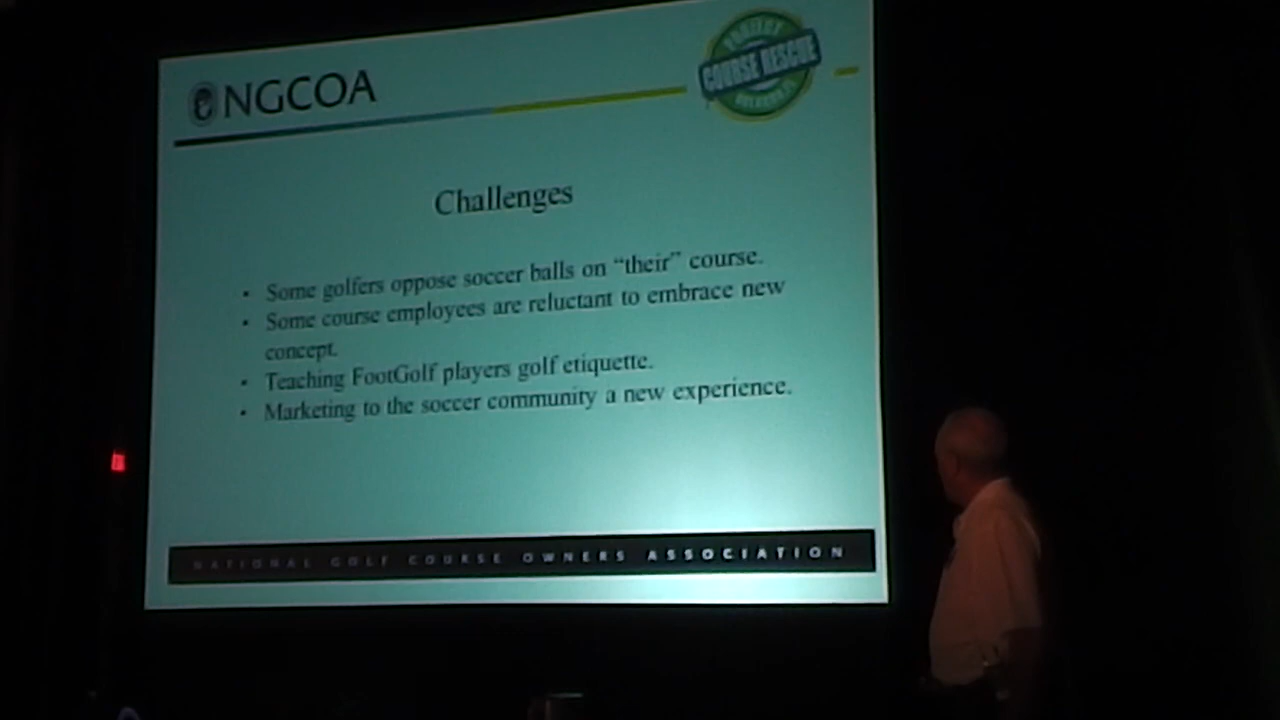 NGCOA
PROJECT
COURSE RESCUE
Challenges
• Some golfers oppose soccer balls on “their” course.
• Some course employees are reluctant to embrace new
concept.
• Teaching FootGolf players golf etiquette.
• Marketing to the soccer community a new experience.
NATIONAL GOLF COURSE OWNERS ASSOCIATION